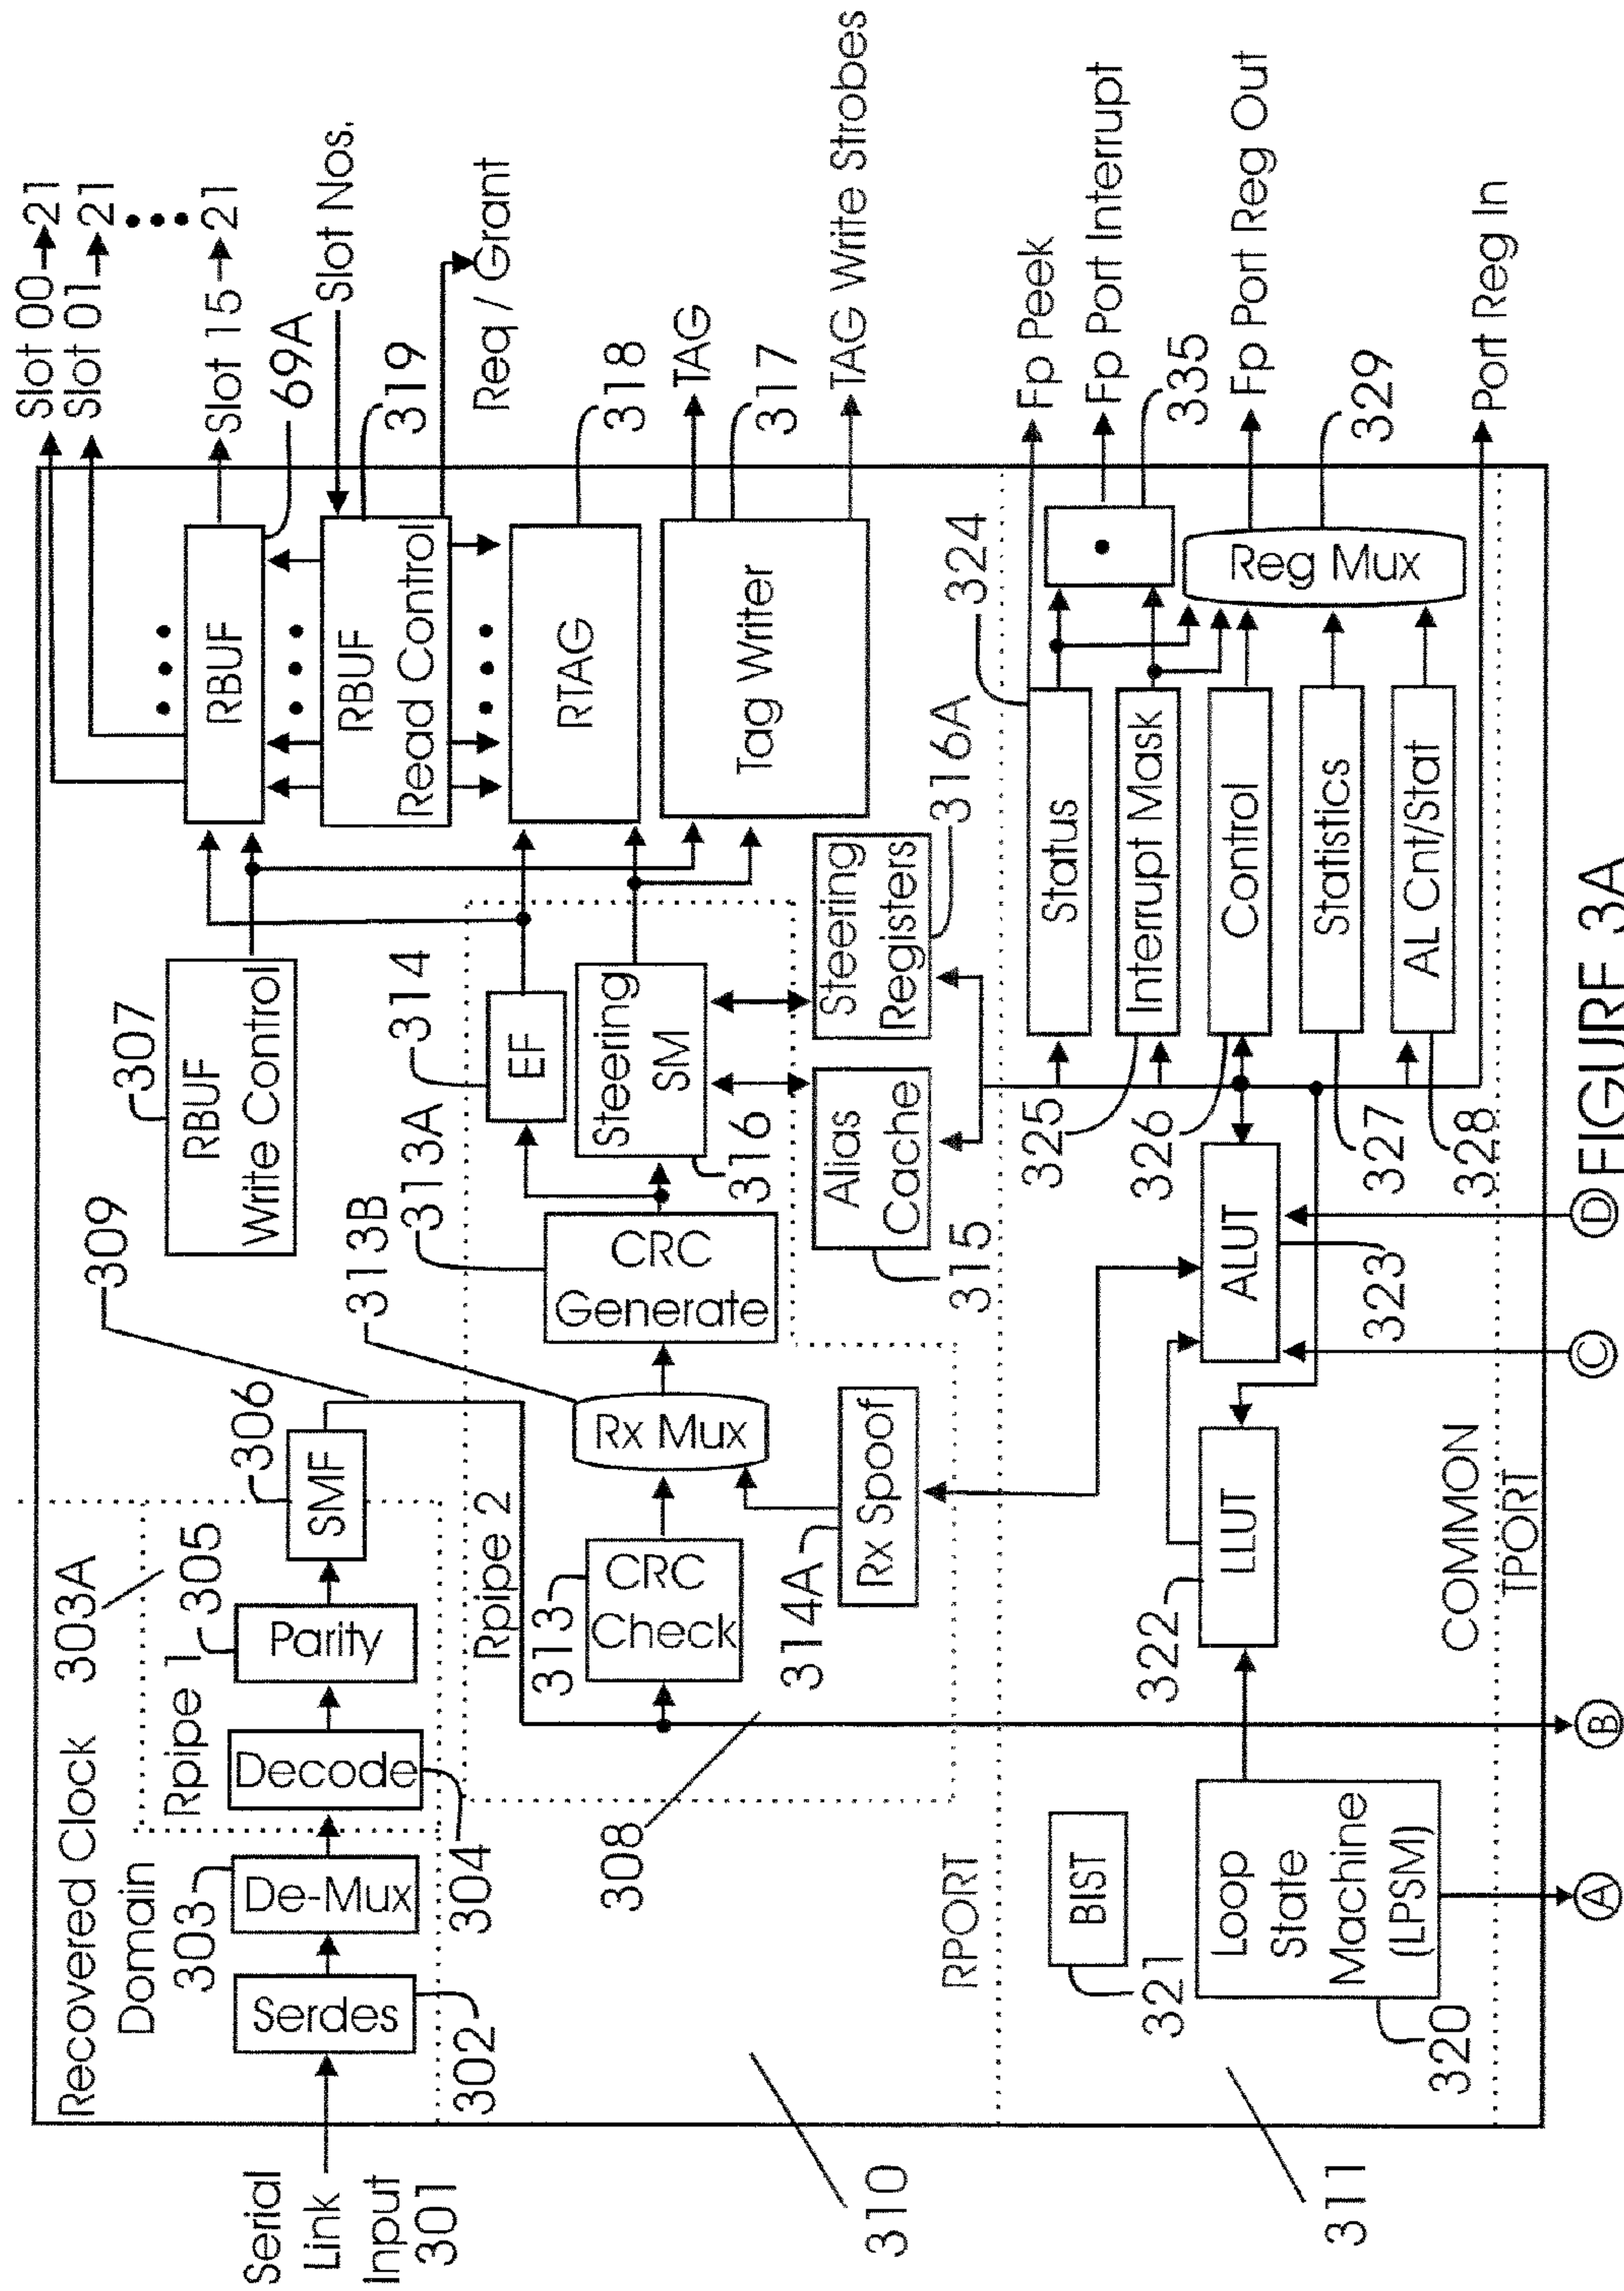 Recovered Clock
Domain
303A
Rpipe 1
Serial
Link
Input
301
Serdes
302
De-Mux
303
Decode
304
Parity
305
SMF
306
309
RBUF
Write Control
307
RBUF
69A
Slot 00
21
Slot 01
21
Slot 15
21
Slot Nos.
RBUF
Read Control
319
Req / Grant
RTAG
318
TAG
Tag Writer
317
TAG Write Strobes
Rpipe 2
308
CRC
Check
313
Rx Mux
313B
CRC
Generate
313A
EF
314
Steering
SM
316
Rx Spoof
314A
Alias
Cache
315
Steering
Registers
316A
310
RPORT
311
BIST
321
Loop
State
Machine
(LPSM)
320
LLUT
322
ALUT
323
Status
324
Interrupt Mask
325
Control
326
Statistics
327
AL Cnt/Stat
328
Reg Mux
329
335
Fp Peek
Fp Port Interrupt
Fp Port Reg Out
Port Reg In
COMMON
TPORT
A
B
C
D
FIGURE 3A